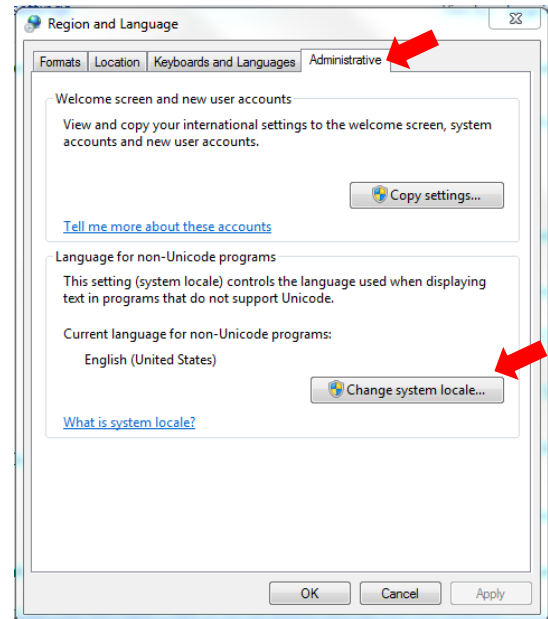 Region and Language
Formats Location Keyboards and Languages Administrative
Welcome screen and new user accounts
View and copy your international settings to the welcome screen, system
accounts and new user accounts.
Copy settings...
Tell me more about these accounts
Language for non-Unicode programs
This setting (system locale) controls the language used when displaying
text in programs that do not support Unicode.
Current language for non-Unicode programs:
English (United States)
Change system locale...
What is system locale?
OK Cancel Apply